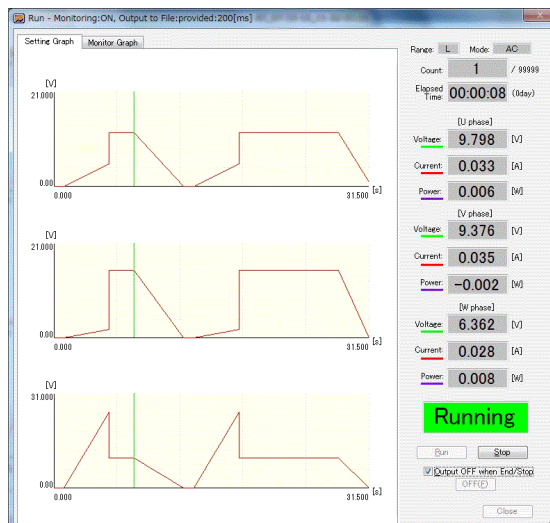 Run - Monitoring:ON, Output to File:provided:200[ms]
Setting Graph
Monitor Graph
Range: L Mode: AC
Count: 1 / 99999
Elapsed Time: 00:00:08 (0day)
[V]
21.000
0.00
0.000
31.500 [s]
[V]
21.000
0.00
0.000
31.500 [s]
[V]
31.000
0.00
0.000
31.500 [s]
[U phase]
Voltage: 9.798 [V]
Current: 0.033 [A]
Power: 0.006 [W]
[V phase]
Voltage: 9.376 [V]
Current: 0.035 [A]
Power: -0.002 [W]
[W phase]
Voltage: 6.362 [V]
Current: 0.028 [A]
Power: 0.008 [W]
Running
Run
Stop
Output OFF when End/Stop
OFF(F)
Close